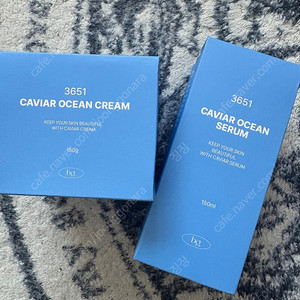 3651
CAVIAR OCEAN CREAM
KEEP YOUR SKIN BEAUTIFUL
WITH CAVIAR CREMA
150g
3651
CAVIAR OCEAN
SERUM
KEEP YOUR SKIN
BEAUTIFUL
WITH CAVIAR SERUM
150ml